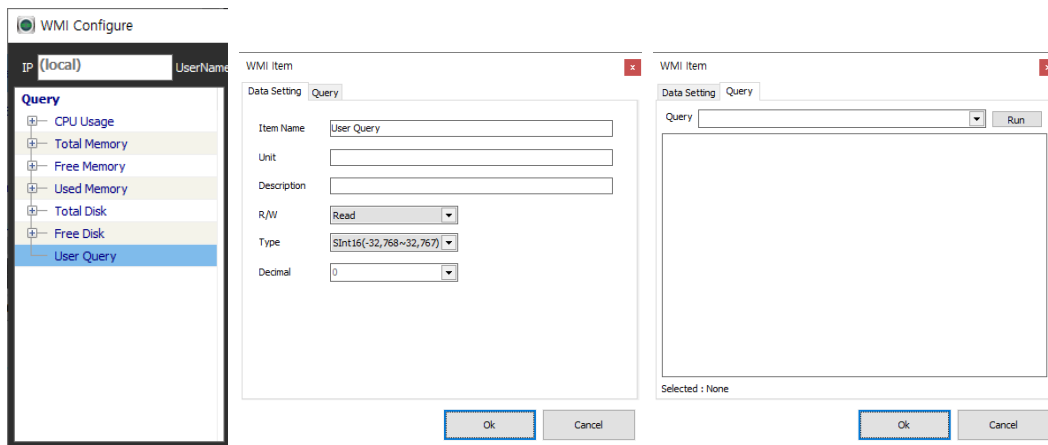 WMI Configure
IP (local) UserName
Query
CPU Usage
Total Memory
Free Memory
Used Memory
Total Disk
Free Disk
User Query
WMI Item
Data Setting Query
Item Name User Query
Unit
Description
R/W Read
Type SInt16(-32,768~32,767)
Decimal 0
Ok Cancel
WMI Item
Data Setting Query
Query Run
Selected : None
Ok Cancel